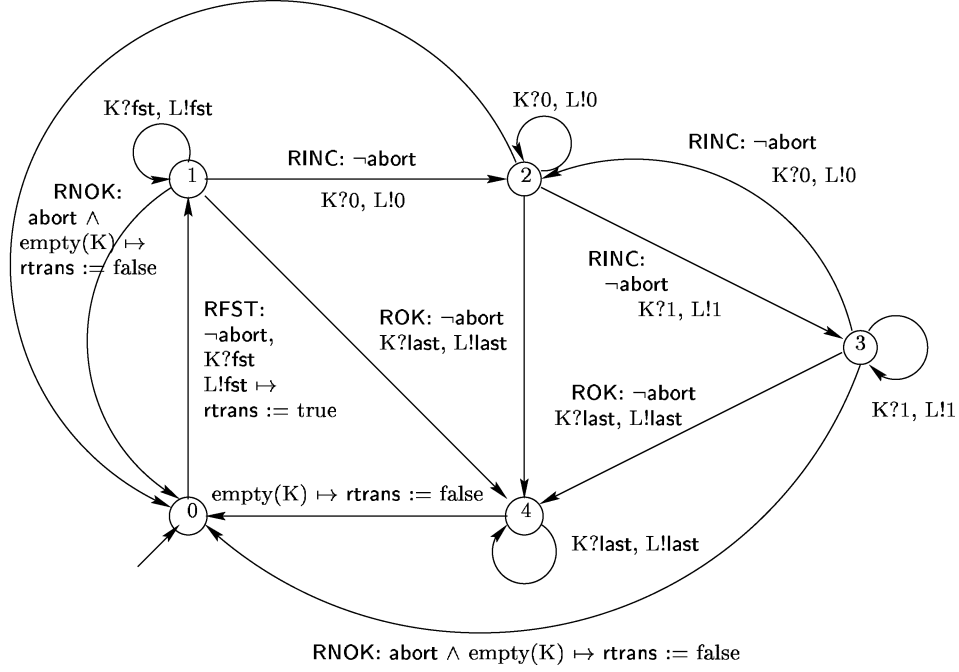 K?fst, L!fst
K?0, L!0
RINC: ¬abort
K?0, L!0
RINC: ¬abort
K?0, L!0
1
2
RNOK:
abort ∧
empty(K) ↦
rtrans := false
RINC:
¬abort
K?1, L!1
RFST:
¬abort,
K?fst
L!fst ↦
rtrans := true
ROK: ¬abort
K?last, L!last
3
ROK: ¬abort
K?last, L!last
K?1, L!1
empty(K) ↦ rtrans := false
0
4
K?last, L!last
RNOK: abort ∧ empty(K) ↦ rtrans := false